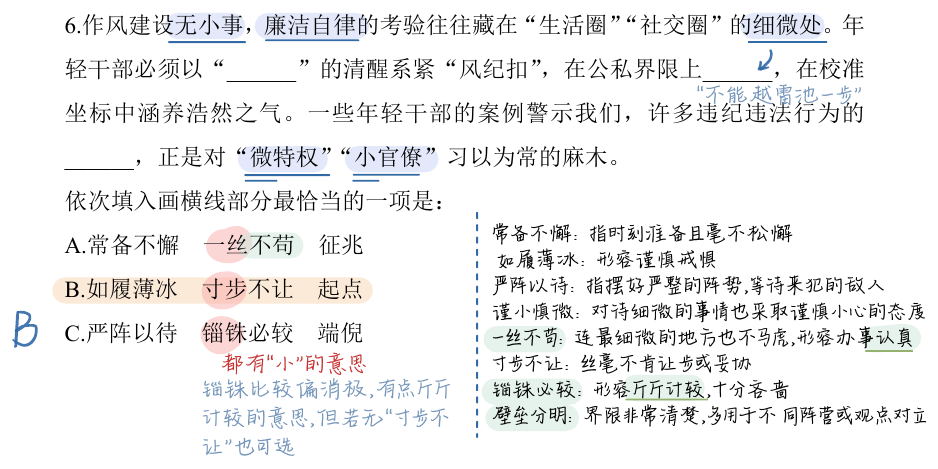 6.作风建设无小事，廉洁自律的考验往往藏在“生活圈”“社交圈”的细微处。年
轻干部必须以“______”的清醒系紧“风纪扣”，在公私界限上______，在校准
“不能越雷池一步”
坐标中涵养浩然之气。一些年轻干部的案例警示我们，许多违纪违法行为的
______，正是对“微特权”“小官僚”习以为常的麻木。
依次填入画横线部分最恰当的一项是：
A.常备不懈 一丝不苟 征兆
B.如履薄冰 寸步不让 起点
C.严阵以待 锱铢必较 端倪
B
都有“小”的意思
锱铢比较偏消极,有点斤斤
计较的意思,但若无“寸步不
让”也可选
常备不懈：指时刻准备且毫不松懈
如履薄冰：形容谨慎戒惧
严阵以待：指摆好严整的阵势,等待来犯的敌人
谨小慎微：对待细微的事情也采取谨慎小心的态度
一丝不苟：连最细微的地方也不马虎,形容办事认真
寸步不让：丝毫不肯让步或妥协
锱铢必较：形容斤斤计较,十分吝啬
壁垒分明：界限非常清楚,多用于不 同阵营或观点对立